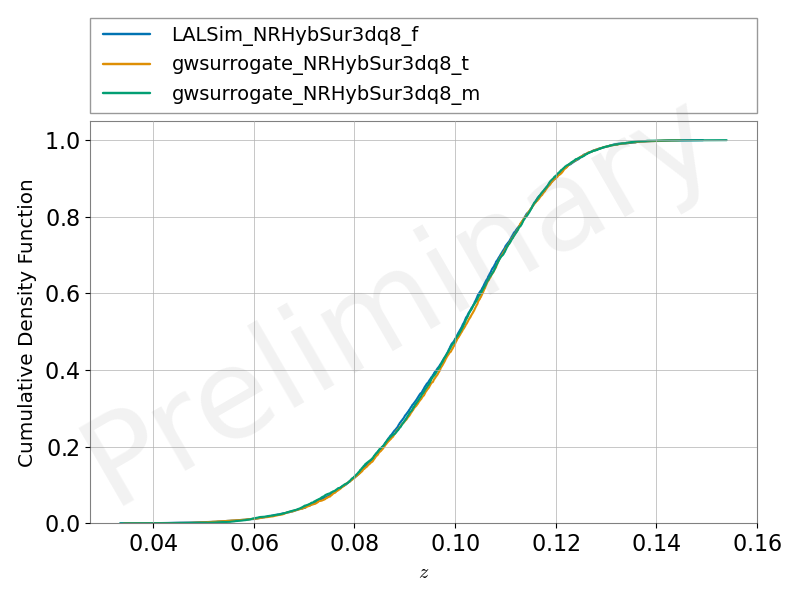 LALSim_NRHybSur3dq8_f
gwsurrogate_NRHybSur3dq8_t
gwsurrogate_NRHybSur3dq8_m
Preliminary
Cumulative Density Function
1.0
0.8
0.6
0.4
0.2
0.0
0.04 0.06 0.08 0.10 0.12 0.14 0.16
z